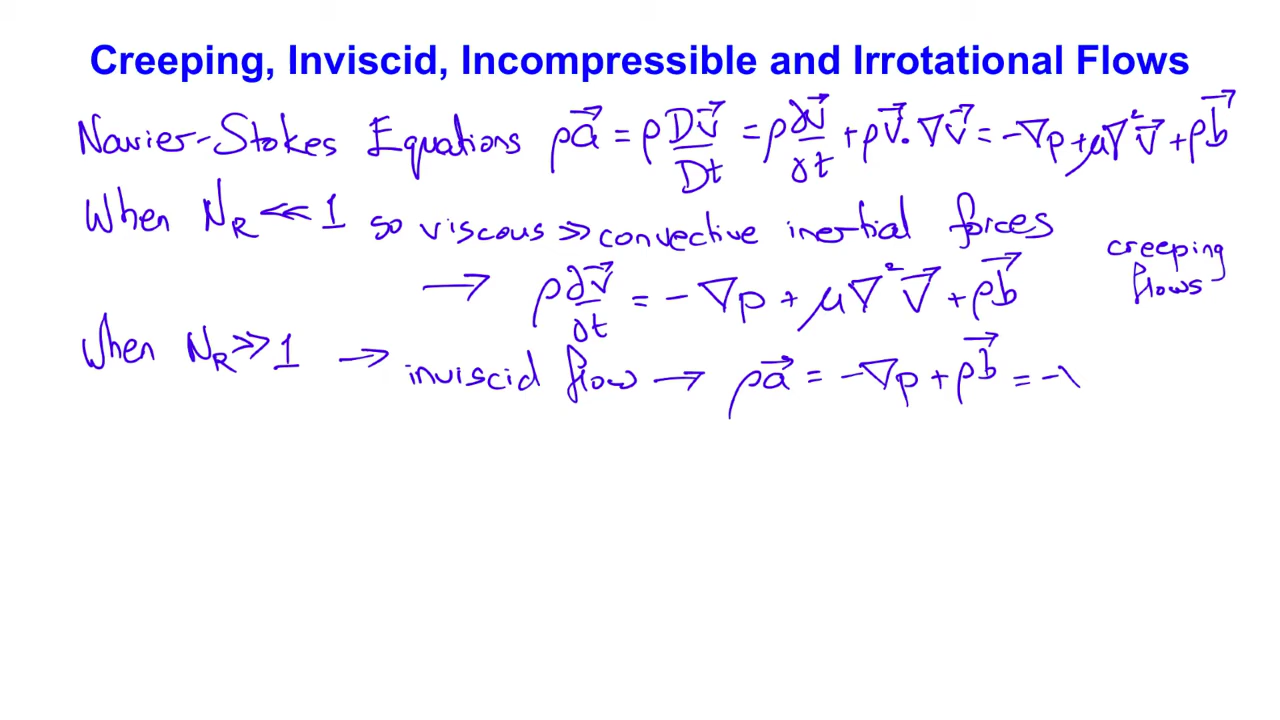 Creeping, Inviscid, Incompressible and Irrotational Flows
Navier-Stokes Equations ρa⃗ = ρ Dv⃗/Dt = ρ ∂v⃗/∂t + ρv⃗·∇v⃗ = -∇p + μ∇²v⃗ + ρb⃗
When N_R ≪ 1 so viscous ≫ convective inertial forces
→ ρ ∂v⃗/∂t = -∇p + μ∇²v⃗ + ρb⃗ creeping flows
When N_R ≫ 1 → inviscid flow → ρa⃗ = -∇p + ρb⃗ = -